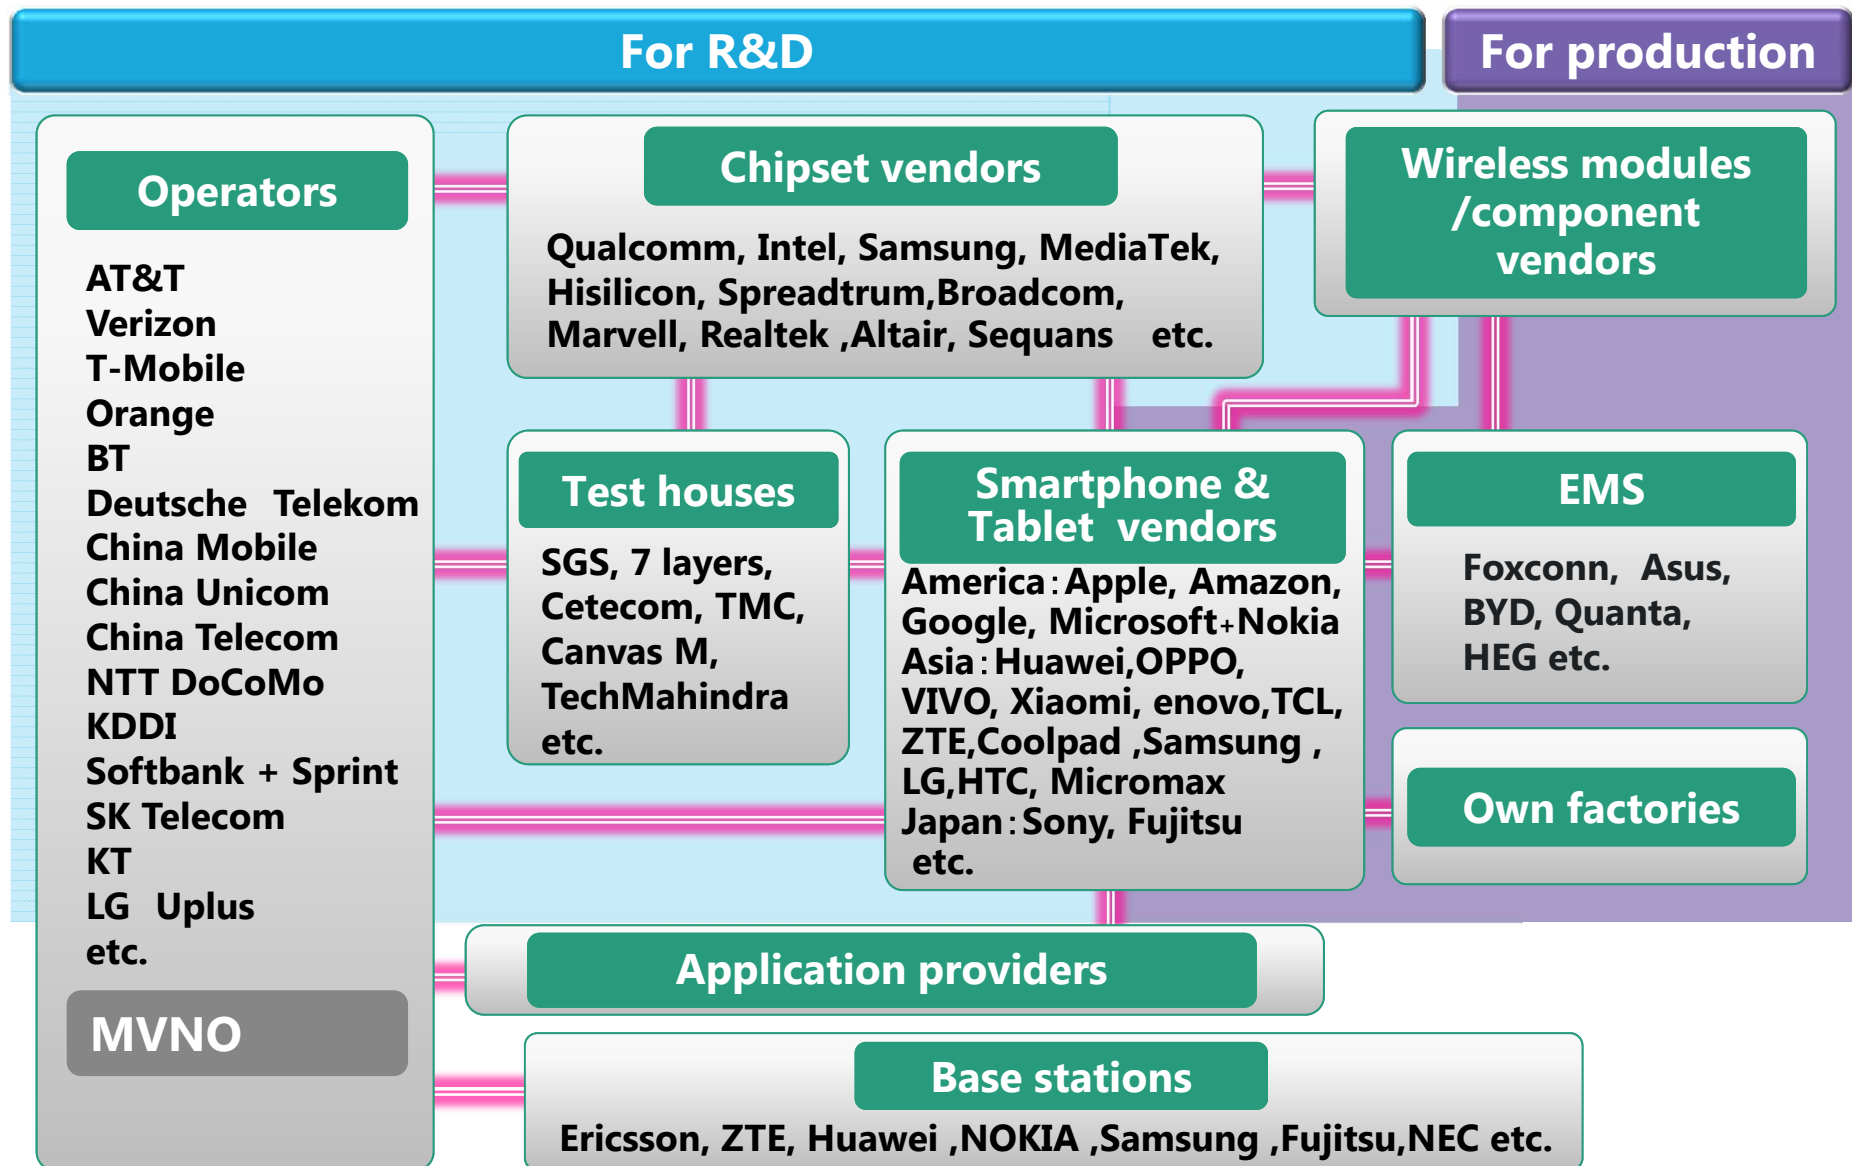 For R&D
For production
Operators
AT&T
Verizon
T-Mobile
Orange
BT
Deutsche Telekom
China Mobile
China Unicom
China Telecom
NTT DoCoMo
KDDI
Softbank + Sprint
SK Telecom
KT
LG Uplus
etc.
MVNO
Chipset vendors
Qualcomm, Intel, Samsung, MediaTek,
Hisilicon, Spreadtrum,Broadcom,
Marvell, Realtek ,Altair, Sequans etc.
Wireless modules
/component
vendors
Test houses
SGS, 7 layers,
Cetecom, TMC,
Canvas M,
TechMahindra
etc.
Smartphone &
Tablet vendors
America：Apple, Amazon,
Google, Microsoft+Nokia
Asia：Huawei,OPPO,
VIVO, Xiaomi, enovo,TCL,
ZTE,Coolpad ,Samsung ,
LG,HTC, Micromax
Japan：Sony, Fujitsu
etc.
EMS
Foxconn, Asus,
BYD, Quanta,
HEG etc.
Own factories
Application providers
Base stations
Ericsson, ZTE, Huawei ,NOKIA ,Samsung ,Fujitsu,NEC etc.